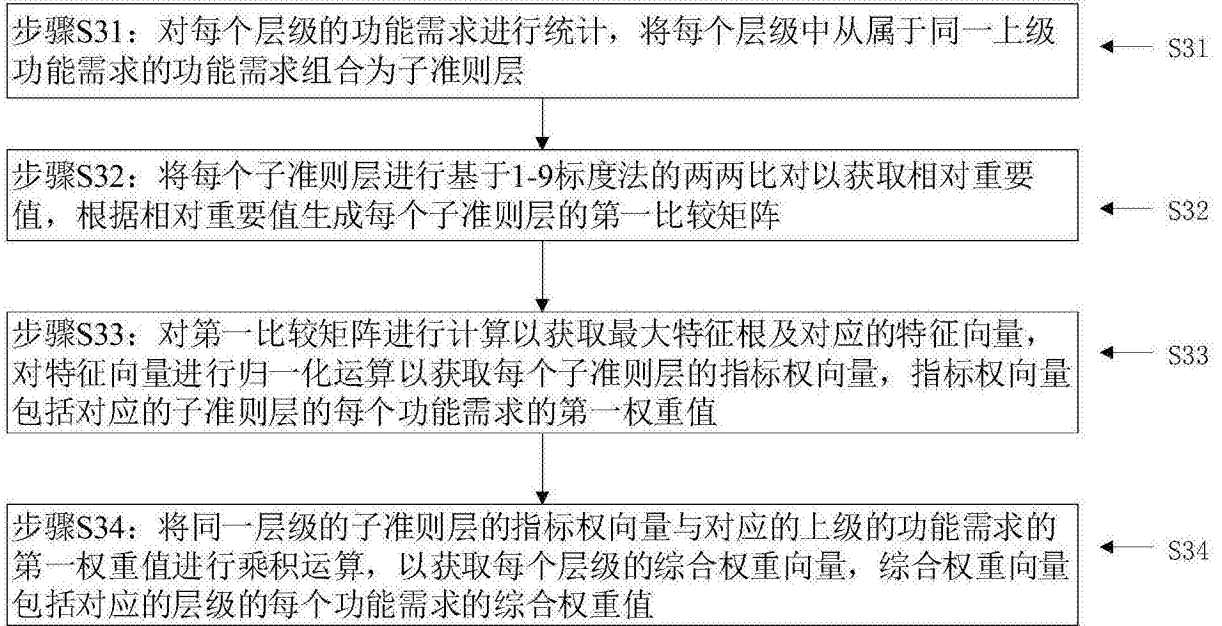 步骤S31：对每个层级的功能需求进行统计，将每个层级中从属于同一上级
功能需求的功能需求组合为子准则层
S31
步骤S32：将每个子准则层进行基于1-9标度法的两两比对以获取相对重要
值，根据相对重要值生成每个子准则层的第一比较矩阵
S32
步骤S33：对第一比较矩阵进行计算以获取最大特征根及对应的特征向量，
对特征向量进行归一化运算以获取每个子准则层的指标权向量，指标权向量
包括对应的子准则层的每个功能需求的第一权重值
S33
步骤S34：将同一层级的子准则层的指标权向量与对应的上级的功能需求的
第一权重值进行乘积运算，以获取每个层级的综合权重向量，综合权重向量
包括对应的层级的每个功能需求的综合权重值
S34